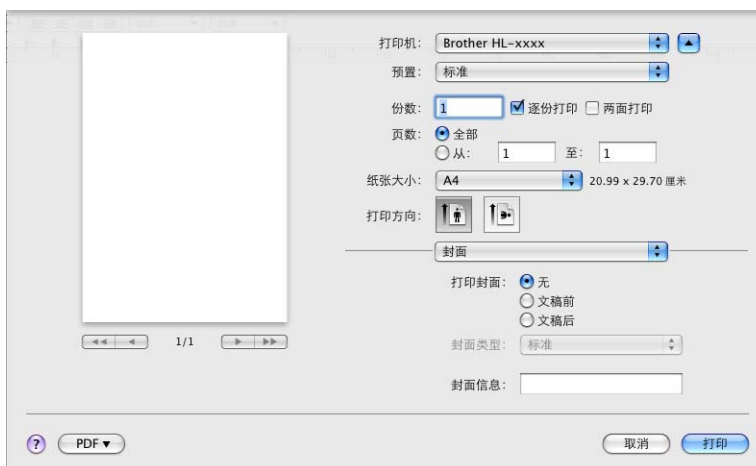 打印机： Brother HL-xxxx
预置： 标准
份数： 1 逐份打印 两面打印
页数： 全部
从： 1 至： 1
纸张大小： A4 20.99 x 29.70 厘米
打印方向：
封面
打印封面： 无
文稿前
文稿后
1/1
封面类型： 标准
封面信息：
? PDF▼ 取消 打印